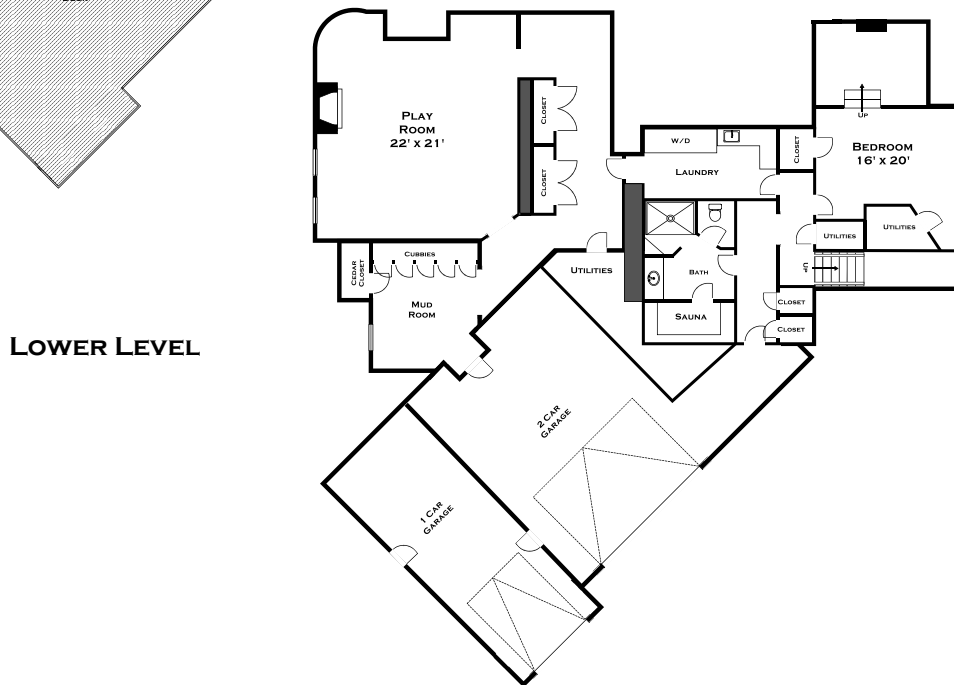 PLAY
ROOM
22' X 21'
CLOSET
CLOSET
W/D
LAUNDRY
CLOSET
UP
BEDROOM
16' X 20'
UTILITIES
UTILITIES
UP
CEDAR
CLOSET
CUBBIES
MUD
ROOM
UTILITIES
BATH
SAUNA
CLOSET
CLOSET
LOWER LEVEL
2 CAR
GARAGE
1 CAR
GARAGE